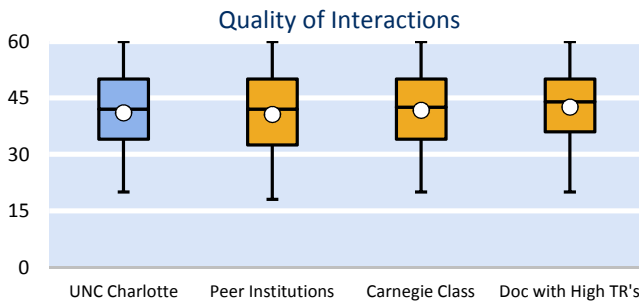 Quality of Interactions
60
45
30
15
0
UNC Charlotte
Peer Institutions
Carnegie Class
Doc with High TR's